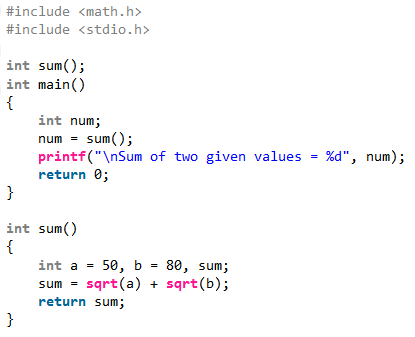 #include <math.h>
#include <stdio.h>

int sum();
int main()
{
    int num;
    num = sum();
    printf("\nSum of two given values = %d", num);
    return 0;
}

int sum()
{
    int a = 50, b = 80, sum;
    sum = sqrt(a) + sqrt(b);
    return sum;
}